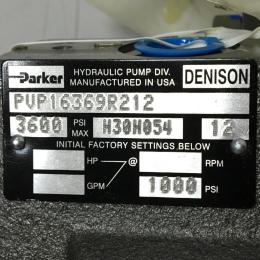 Parker HYDRAULIC PUMP DIV. DENISON
MANUFACTURED IN USA
PVP16369R212
3600 PSI MAX H30H054 12
INITIAL FACTORY SETTINGS BELOW
HP @ RPM
GPM 1000 PSI